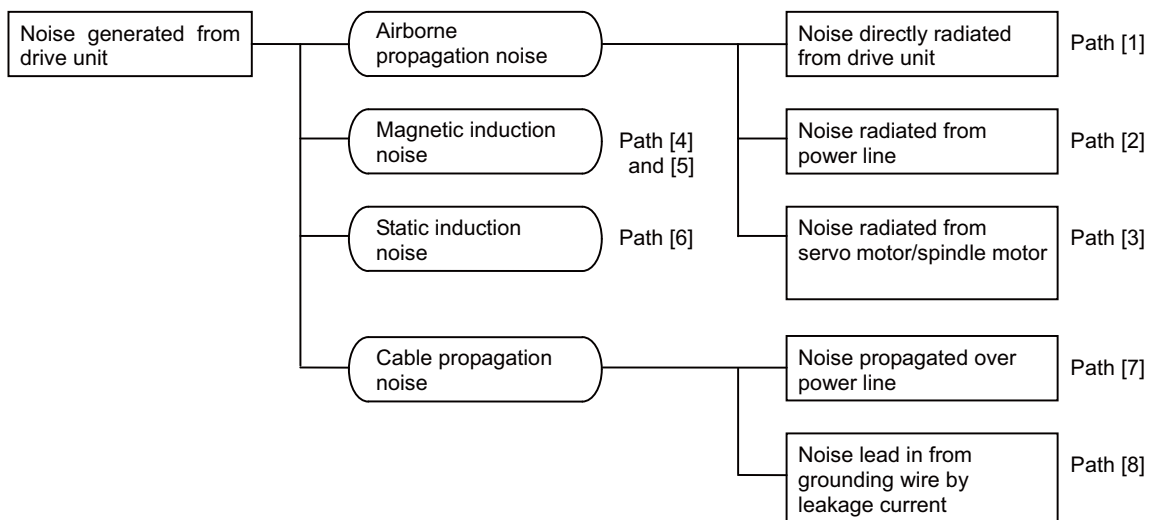 Noise generated from
drive unit
Airborne
propagation noise
Noise directly radiated
from drive unit
Path [1]
Magnetic induction
noise
Path [4]
and [5]
Noise radiated from
power line
Path [2]
Static induction
noise
Path [6]
Noise radiated from
servo motor/spindle motor
Path [3]
Cable propagation
noise
Noise propagated over
power line
Path [7]
Noise lead in from
grounding wire by
leakage current
Path [8]